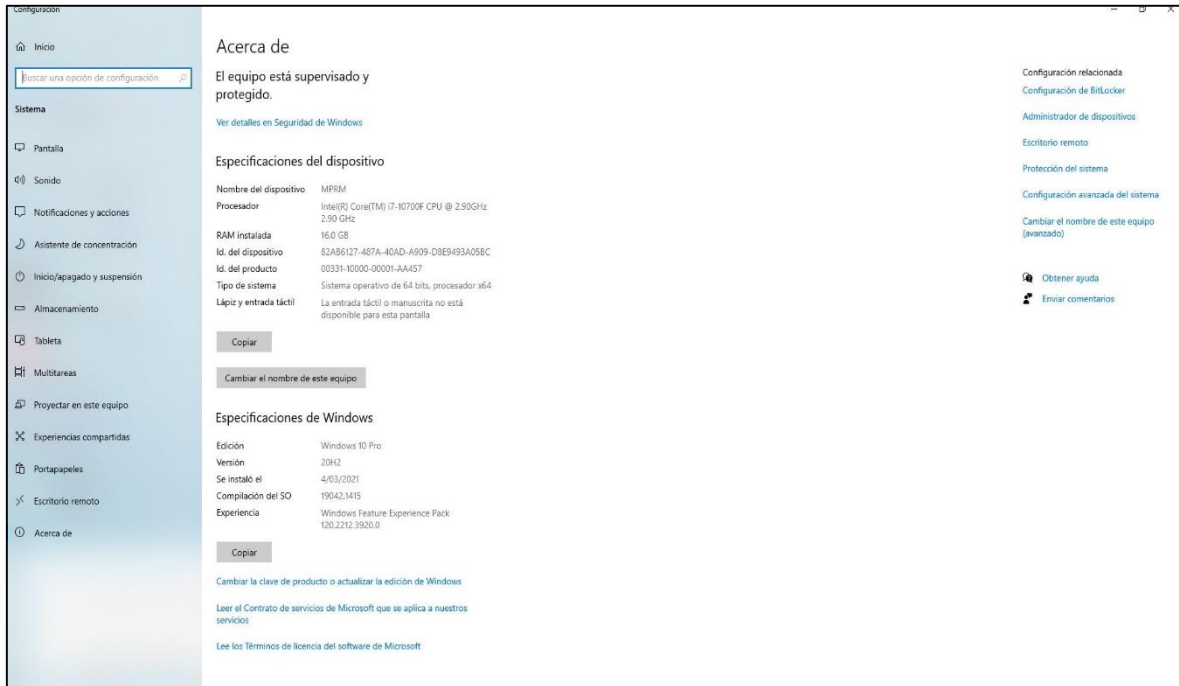 Configuración
Inicio
Buscar una opción de configuración
Sistema
Pantalla
Sonido
Notificaciones y acciones
Asistente de concentración
Inicio/apagado y suspensión
Almacenamiento
Tableta
Multitareas
Proyectar en este equipo
Experiencias compartidas
Portapapeles
Escritorio remoto
Acerca de
Acerca de
El equipo está supervisado y
protegido.
Ver detalles en Seguridad de Windows
Especificaciones del dispositivo
Nombre del dispositivo MPRM
Procesador Intel(R) Core(TM) i7-10700F CPU @ 2.90GHz
2.90 GHz
RAM instalada 16.0 GB
Id. del dispositivo 82AB6127-487A-40AD-A909-D8E9493A05BC
Id. del producto 00331-10000-00001-AA457
Tipo de sistema Sistema operativo de 64 bits, procesador x64
Lápiz y entrada táctil La entrada táctil o manuscrita no está
disponible para esta pantalla
Copiar
Cambiar el nombre de este equipo
Especificaciones de Windows
Edición Windows 10 Pro
Versión 20H2
Se instaló el 4/03/2021
Compilación del SO 19042.1415
Experiencia Windows Feature Experience Pack
120.2212.3920.0
Copiar
Cambiar la clave de producto o actualizar la edición de Windows
Leer el Contrato de servicios de Microsoft que se aplica a nuestros
servicios
Lee los Términos de licencia del software de Microsoft
Configuración relacionada
Configuración de BitLocker
Administrador de dispositivos
Escritorio remoto
Protección del sistema
Configuración avanzada del sistema
Cambiar el nombre de este equipo
(avanzado)
Obtener ayuda
Enviar comentarios